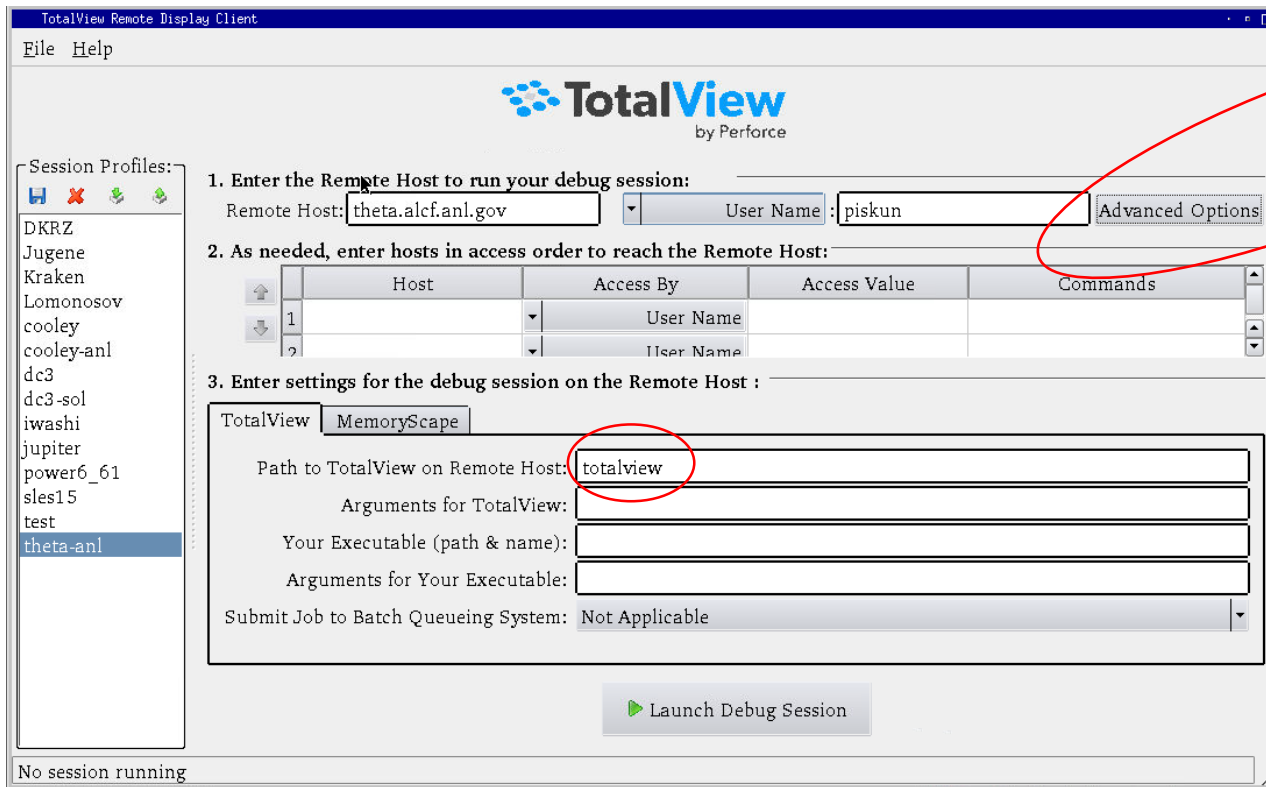 TotalView Remote Display Client
File Help
TotalView
by Perforce
Session Profiles:
DKRZ
Jugene
Kraken
Lomonosov
cooley
cooley-anl
dc3
dc3-sol
iwashi
jupiter
power6_61
sles15
test
theta-anl
1. Enter the Remote Host to run your debug session:
Remote Host: theta.alcf.anl.gov User Name : piskun Advanced Options
2. As needed, enter hosts in access order to reach the Remote Host:
Host Access By Access Value Commands
1 User Name
2 User Name
3. Enter settings for the debug session on the Remote Host :
TotalView MemoryScape
Path to TotalView on Remote Host: totalview
Arguments for TotalView:
Your Executable (path & name):
Arguments for Your Executable:
Submit Job to Batch Queueing System: Not Applicable
Launch Debug Session
No session running